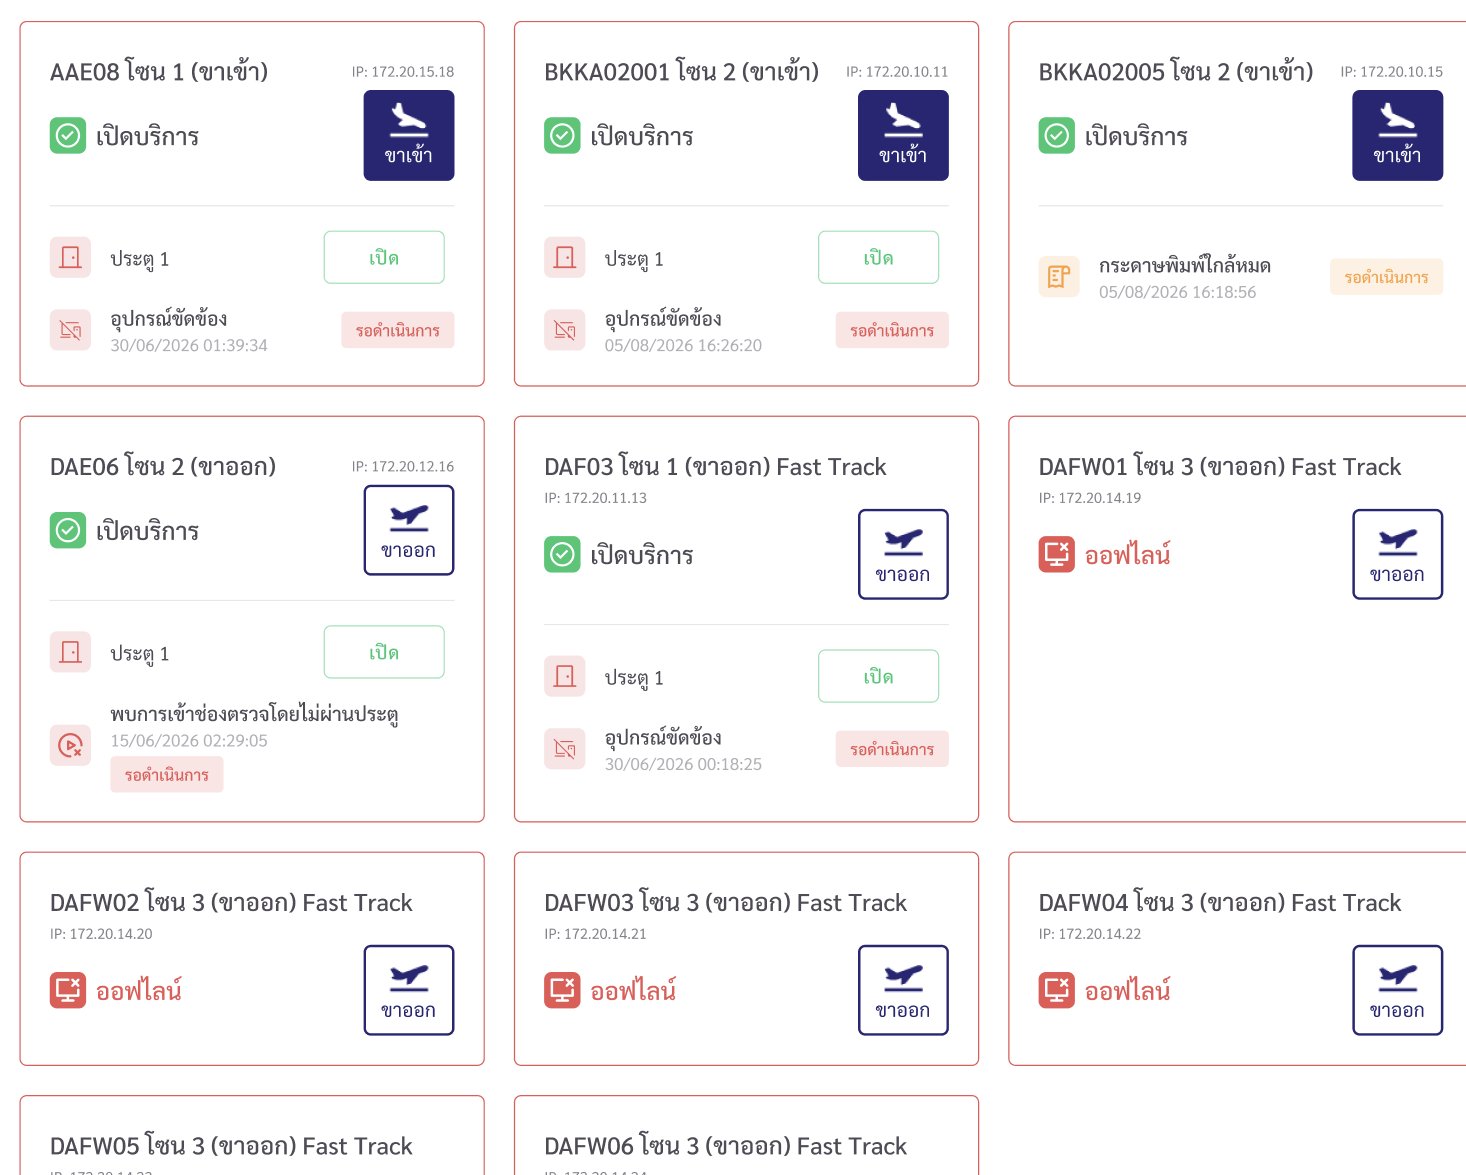 AAE08 โซน 1 (ขาเข้า)
IP: 172.20.15.18
เปิดบริการ
ขาเข้า
ประตู 1
เปิด
อุปกรณ์ขัดข้อง
30/06/2026 01:39:34
รอดำเนินการ
BKKA02001 โซน 2 (ขาเข้า)
IP: 172.20.10.11
เปิดบริการ
ขาเข้า
ประตู 1
เปิด
อุปกรณ์ขัดข้อง
05/08/2026 16:26:20
รอดำเนินการ
BKKA02005 โซน 2 (ขาเข้า)
IP: 172.20.10.15
เปิดบริการ
ขาเข้า
กระดาษพิมพ์ใกล้หมด
05/08/2026 16:18:56
รอดำเนินการ
DAE06 โซน 2 (ขาออก)
IP: 172.20.12.16
เปิดบริการ
ขาออก
ประตู 1
เปิด
พบการเข้าช่องตรวจโดยไม่ผ่านประตู
15/06/2026 02:29:05
รอดำเนินการ
DAF03 โซน 1 (ขาออก) Fast Track
IP: 172.20.11.13
เปิดบริการ
ขาออก
ประตู 1
เปิด
อุปกรณ์ขัดข้อง
30/06/2026 00:18:25
รอดำเนินการ
DAFW01 โซน 3 (ขาออก) Fast Track
IP: 172.20.14.19
ออฟไลน์
ขาออก
DAFW02 โซน 3 (ขาออก) Fast Track
IP: 172.20.14.20
ออฟไลน์
ขาออก
DAFW03 โซน 3 (ขาออก) Fast Track
IP: 172.20.14.21
ออฟไลน์
ขาออก
DAFW04 โซน 3 (ขาออก) Fast Track
IP: 172.20.14.22
ออฟไลน์
ขาออก
DAFW05 โซน 3 (ขาออก) Fast Track
DAFW06 โซน 3 (ขาออก) Fast Track